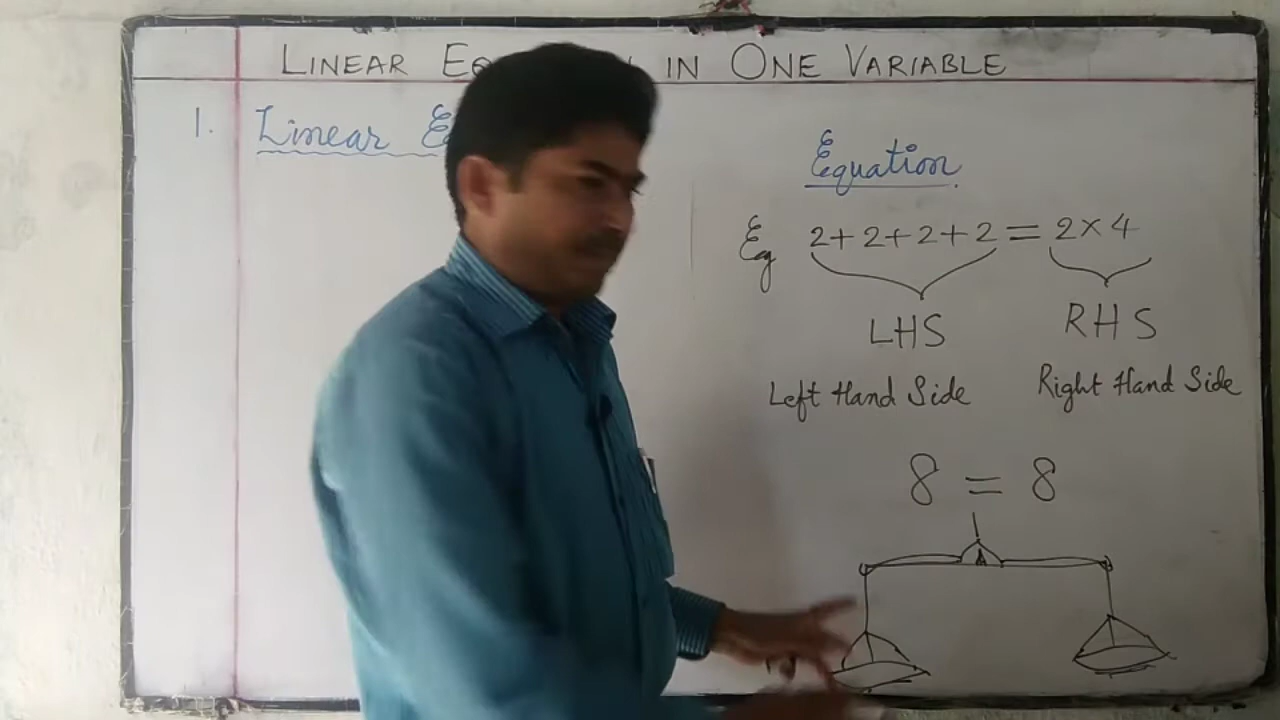 LINEAR IN ONE VARIABLE
1. Linear
Equation
Eg 2+2+2+2 = 2×4
LHS RHS
Left Hand Side Right Hand Side
8 = 8